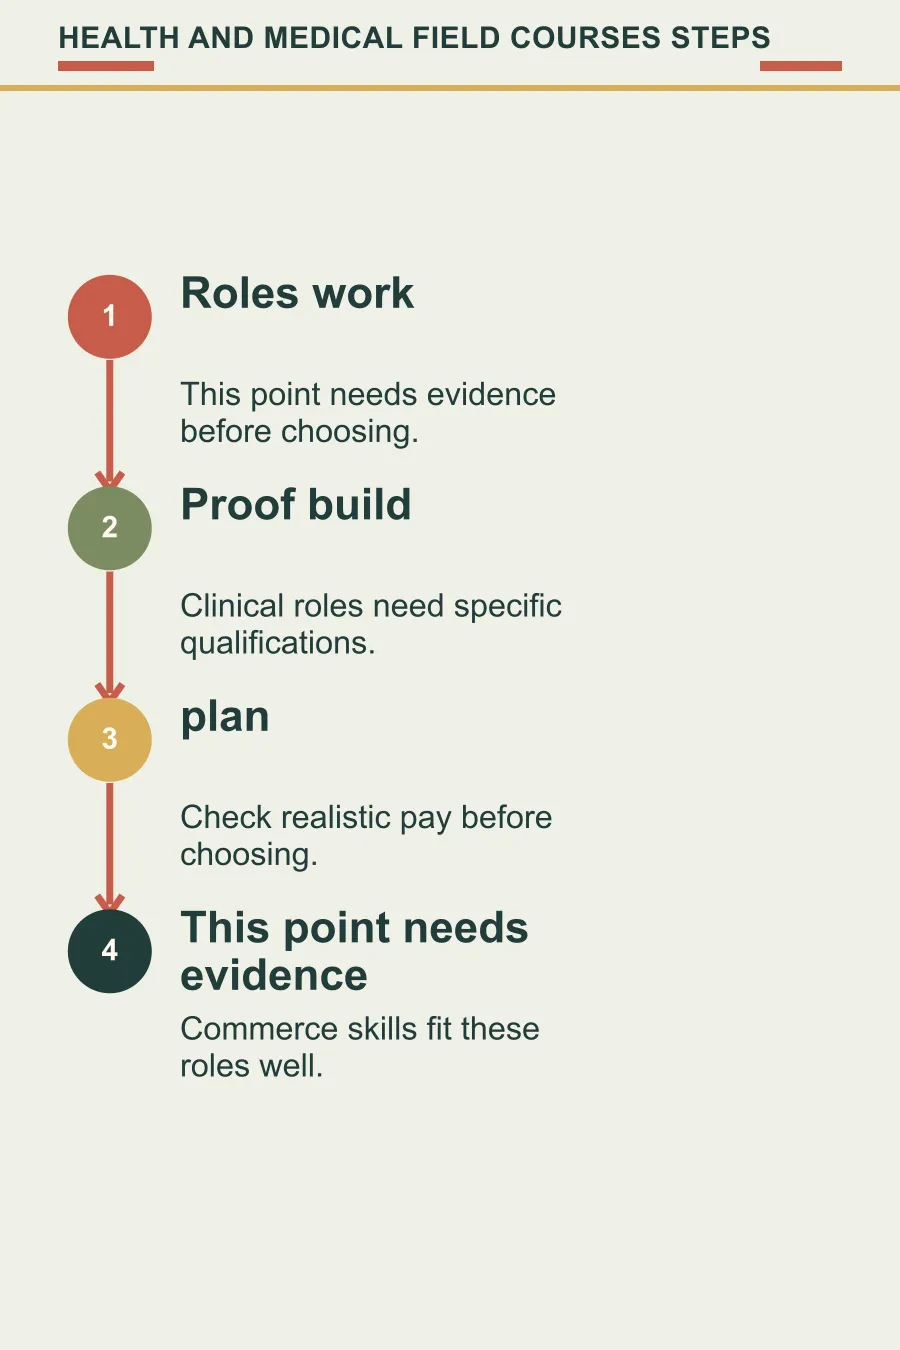 HEALTH AND MEDICAL FIELD COURSES STEPS
1
Roles work
This point needs evidence
before choosing.
2
Proof build
Clinical roles need specific
qualifications.
3
plan
Check realistic pay before
choosing.
4
This point needs
evidence
Commerce skills fit these
roles well.